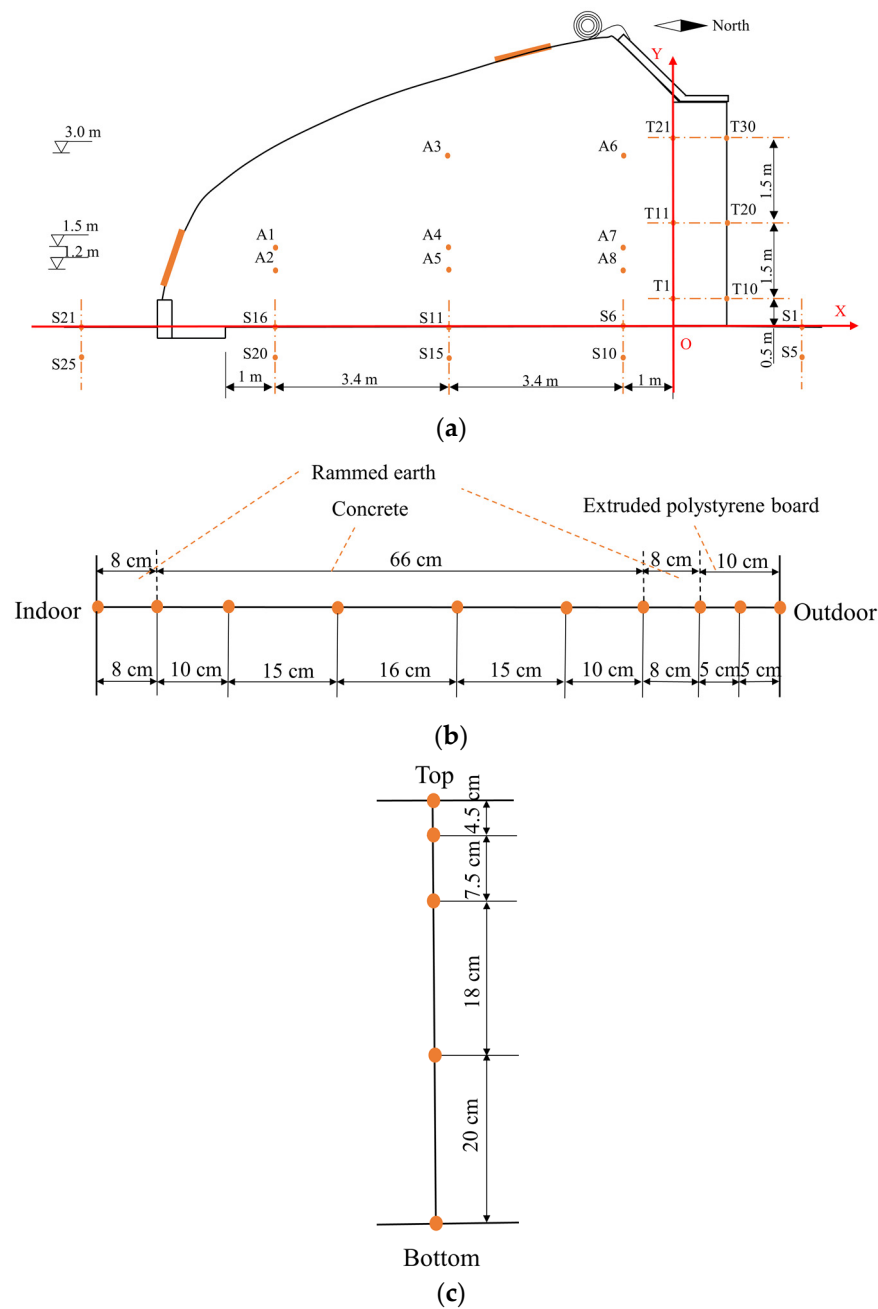 North
Y
3.0 m
T21
T30
A3
A6
1.5 m
T11
T20
1.5 m
A1
A4
A7
1.2 m
A2
A5
A8
1.5 m
T1
T10
X
S21
S16
S11
S6
S1
O
0.5 m
S25
S20
S15
S10
S5
1 m
3.4 m
3.4 m
1 m
(a)
Rammed earth
Concrete
Extruded polystyrene board
8 cm
66 cm
8 cm
10 cm
Indoor
Outdoor
8 cm
10 cm
15 cm
16 cm
15 cm
10 cm
8 cm
5 cm
5 cm
(b)
Top
4.5 cm
7.5 cm
18 cm
20 cm
Bottom
(c)